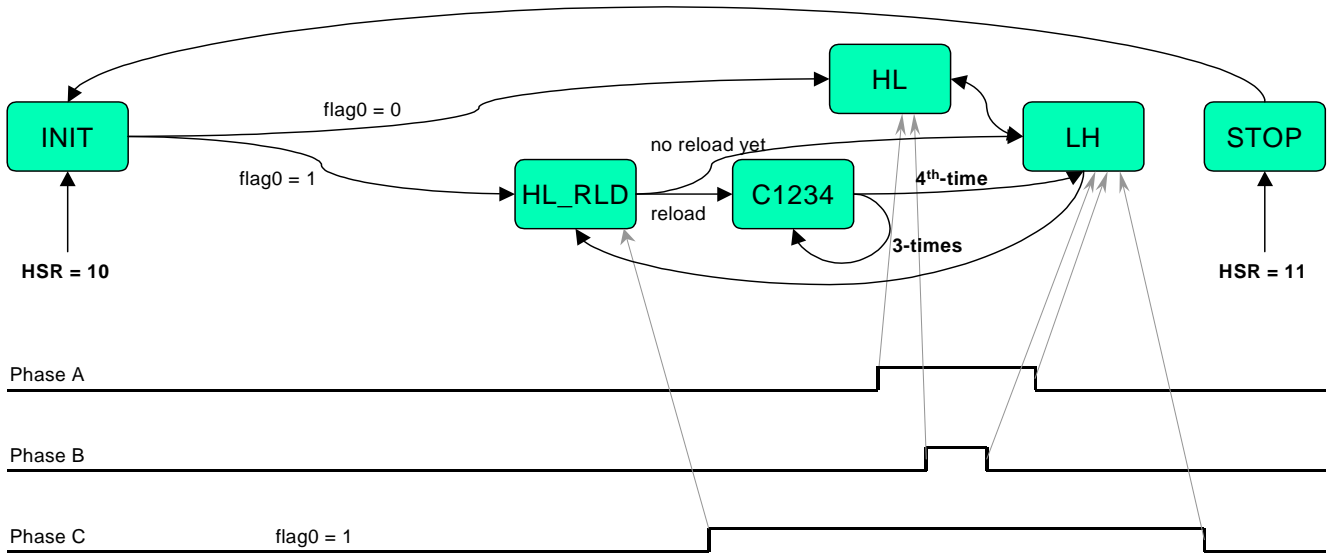 HL
flag0 = 0
INIT
LH
STOP
no reload yet
flag0 = 1
HL_RLD
reload
C1234
4th-time
3-times
HSR = 10
HSR = 11
Phase A
Phase B
Phase C
flag0 = 1